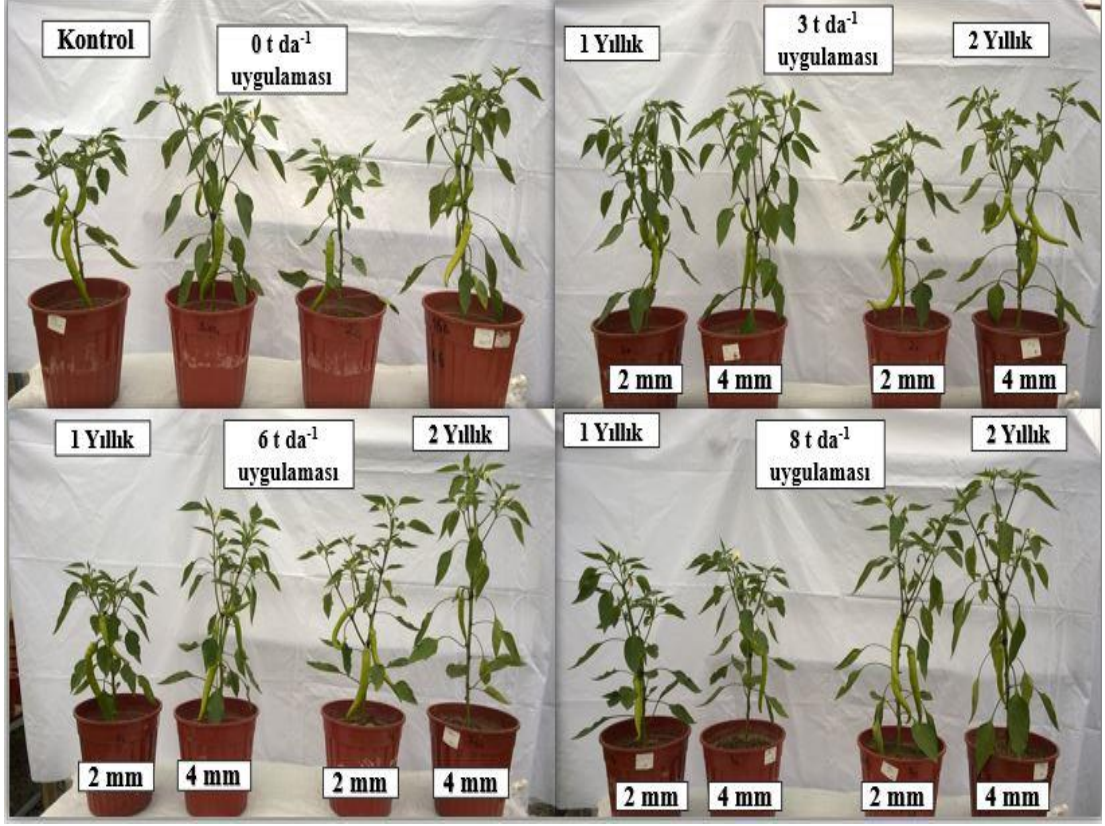 Kontrol
0 t da⁻¹
uygulaması
1 Yıllık
3 t da⁻¹
uygulaması
2 Yıllık
2 mm
4 mm
2 mm
4 mm
1 Yıllık
6 t da⁻¹
uygulaması
2 Yıllık
2 mm
4 mm
2 mm
4 mm
1 Yıllık
8 t da⁻¹
uygulaması
2 Yıllık
2 mm
4 mm
2 mm
4 mm